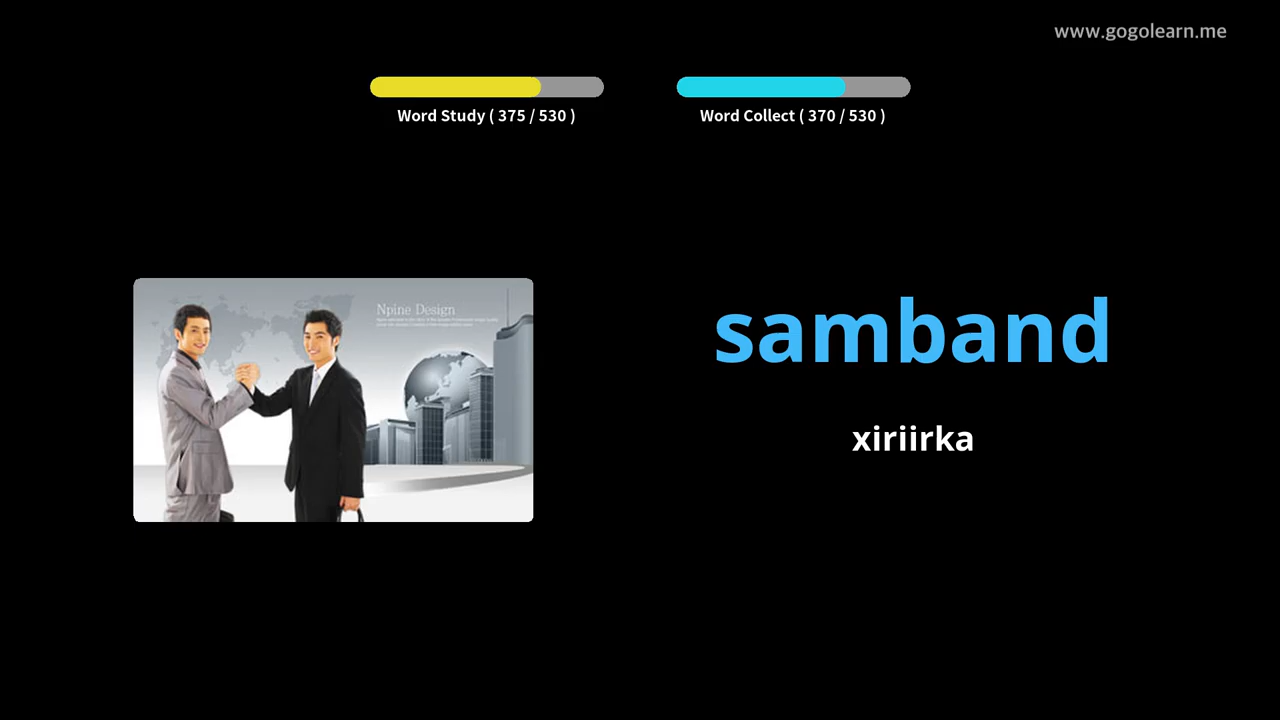 www.gogolearn.me
Word Study ( 375 / 530 )
Word Collect ( 370 / 530 )
Npine Design
samband
xiriirka